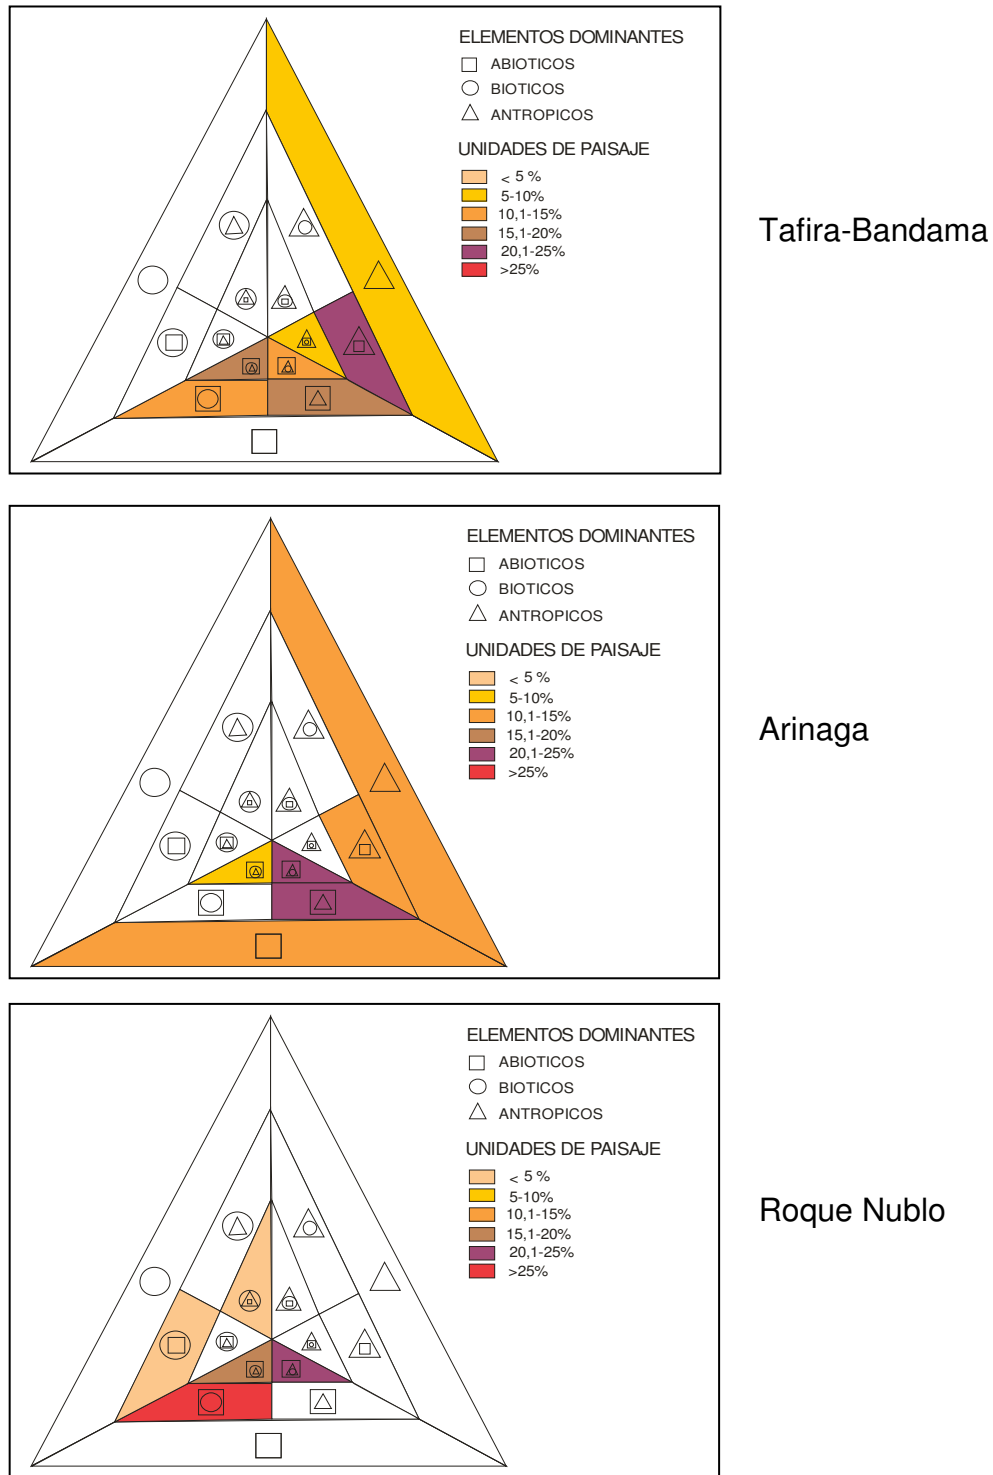 ELEMENTOS DOMINANTES
ABIOTICOS
BIOTICOS
ANTROPICOS
UNIDADES DE PAISAJE
< 5 %
5-10%
10,1-15%
15,1-20%
20,1-25%
>25%
Tafira-Bandama
ELEMENTOS DOMINANTES
ABIOTICOS
BIOTICOS
ANTROPICOS
UNIDADES DE PAISAJE
< 5 %
5-10%
10,1-15%
15,1-20%
20,1-25%
>25%
Arinaga
ELEMENTOS DOMINANTES
ABIOTICOS
BIOTICOS
ANTROPICOS
UNIDADES DE PAISAJE
< 5 %
5-10%
10,1-15%
15,1-20%
20,1-25%
>25%
Roque Nublo